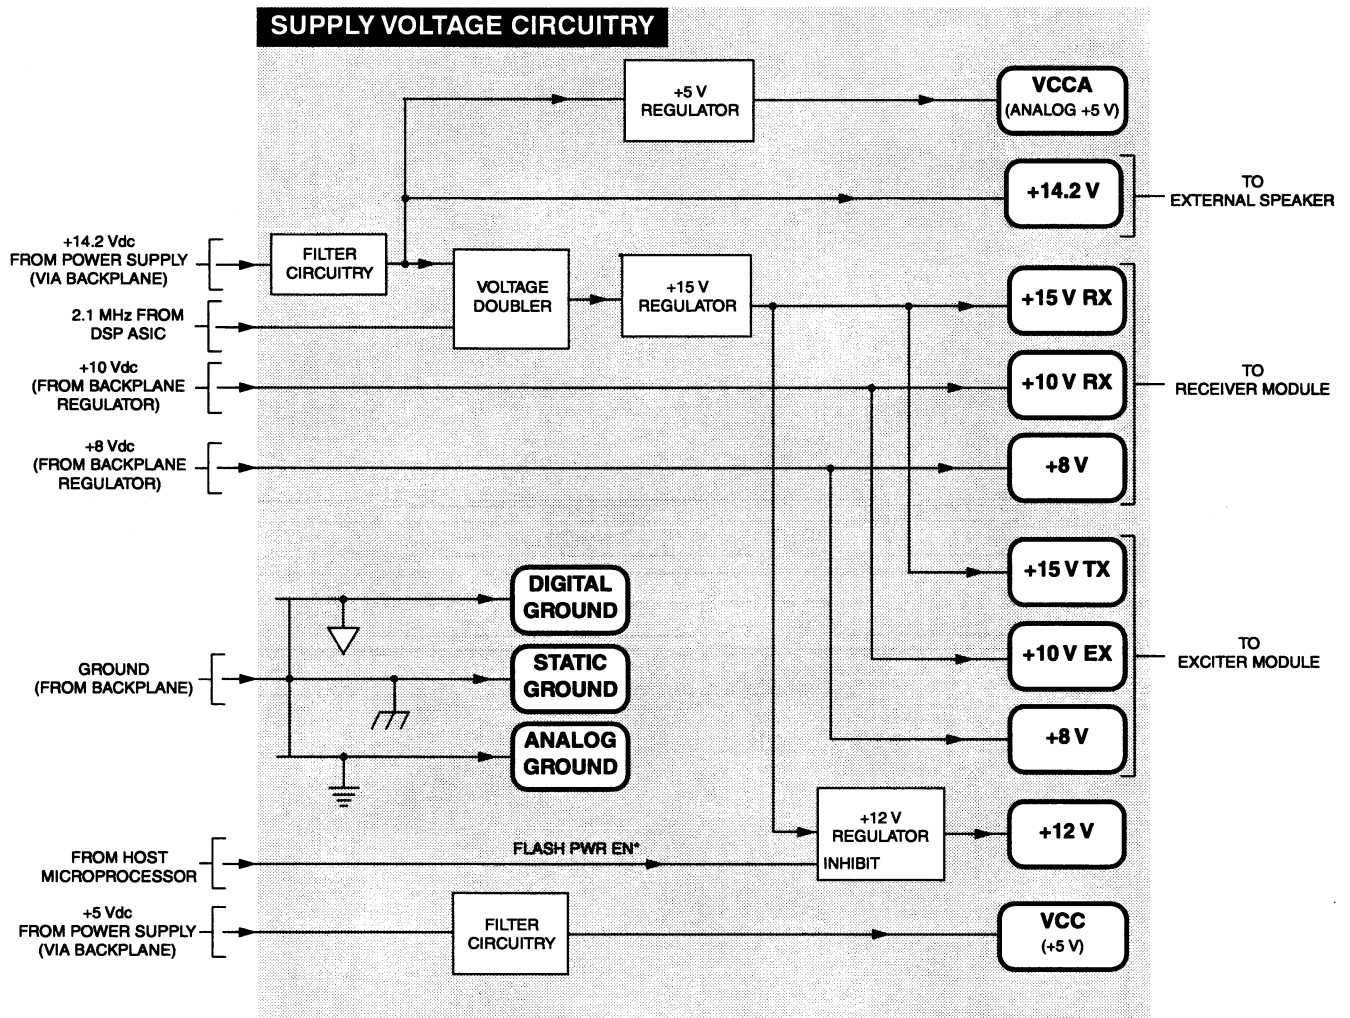 SUPPLY VOLTAGE CIRCUITRY
+5 V
REGULATOR
VCCA
(ANALOG +5 V)
+14.2 V
TO
EXTERNAL SPEAKER
+14.2 Vdc
FROM POWER SUPPLY
(VIA BACKPLANE)
FILTER
CIRCUITRY
VOLTAGE
DOUBLER
+15 V
REGULATOR
+15 V RX
2.1 MHz FROM
DSP ASIC
+10 Vdc
(FROM BACKPLANE
REGULATOR)
+10 V RX
TO
RECEIVER MODULE
+8 Vdc
(FROM BACKPLANE
REGULATOR)
+8 V
+15 V TX
DIGITAL
GROUND
GROUND
(FROM BACKPLANE)
STATIC
GROUND
+10 V EX
TO
EXCITER MODULE
ANALOG
GROUND
+8 V
+12 V
REGULATOR
INHIBIT
+12 V
FROM HOST
MICROPROCESSOR
FLASH PWR EN*
+5 Vdc
FROM POWER SUPPLY
(VIA BACKPLANE)
FILTER
CIRCUITRY
VCC
(+5 V)